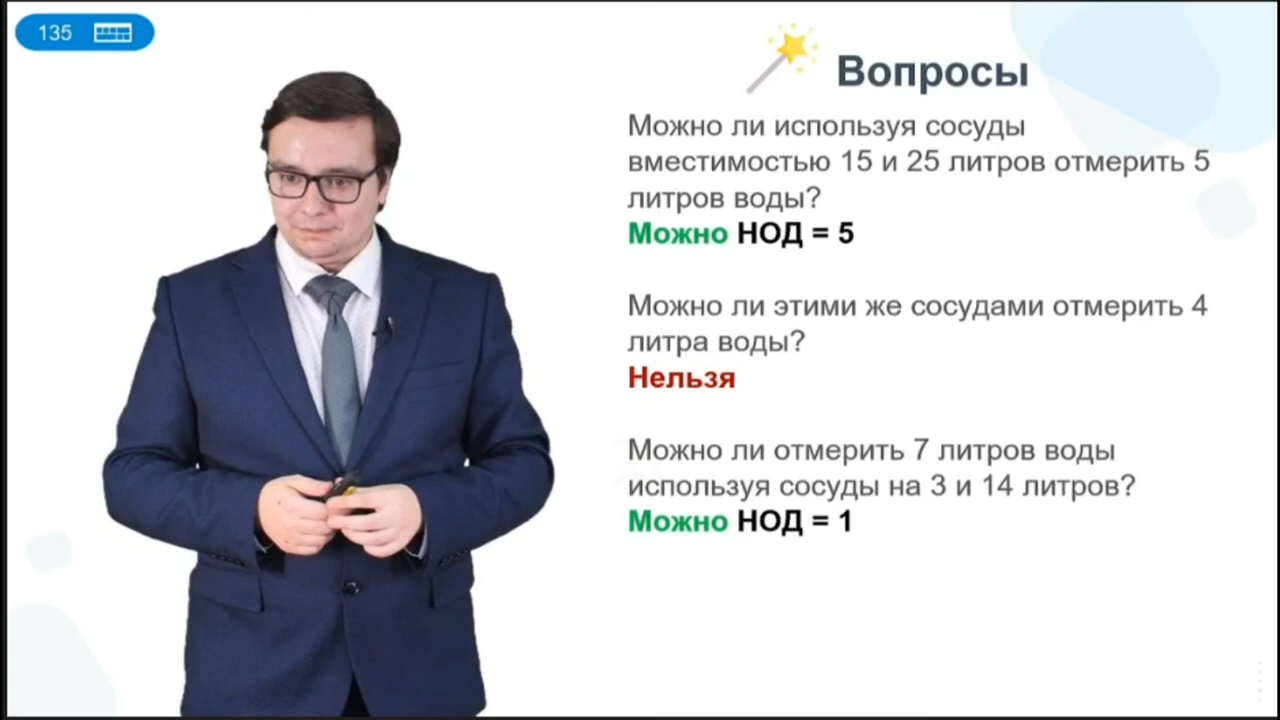 135
Вопросы
Можно ли используя сосуды
вместимостью 15 и 25 литров отмерить 5
литров воды?
Можно НОД = 5
Можно ли этими же сосудами отмерить 4
литра воды?
Нельзя
Можно ли отмерить 7 литров воды
используя сосуды на 3 и 14 литров?
Можно НОД = 1